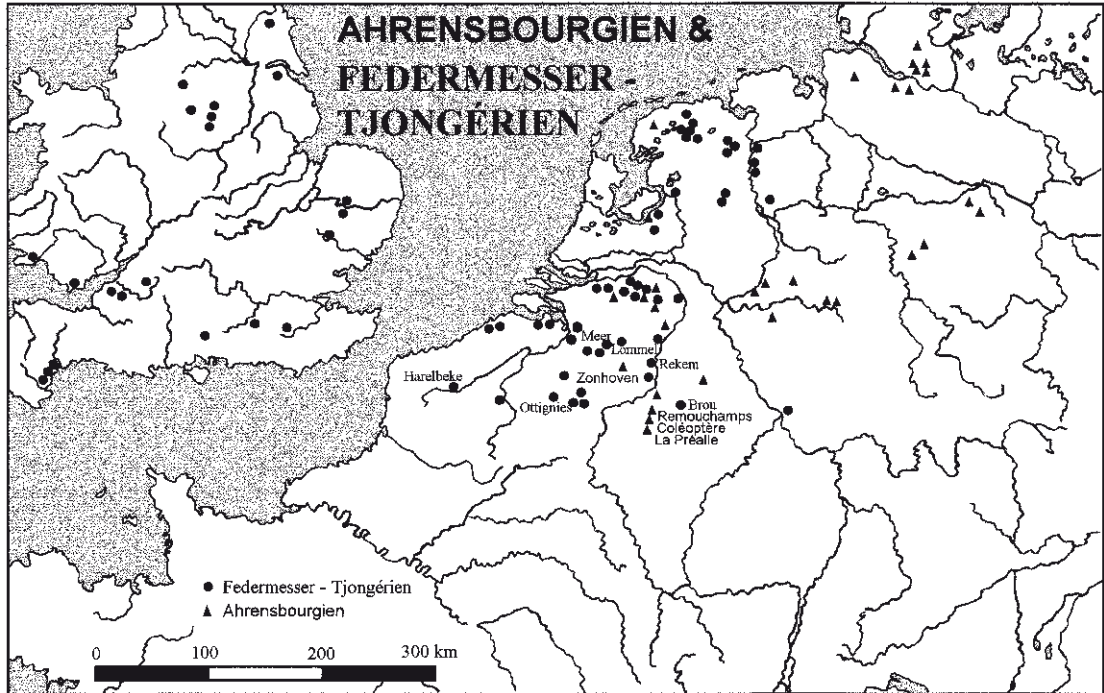 AHRENSBOURGIEN &
FEDERMESSER -
TJONGÉRIEN
Meer
Lommel
Rekem
Harelbeke
Zonhoven
Ottignies
Brou
Remouchamps
Coléoptère
La Préalle
Federmesser - Tjongérien
Ahrensbourgien
0 100 200 300 km